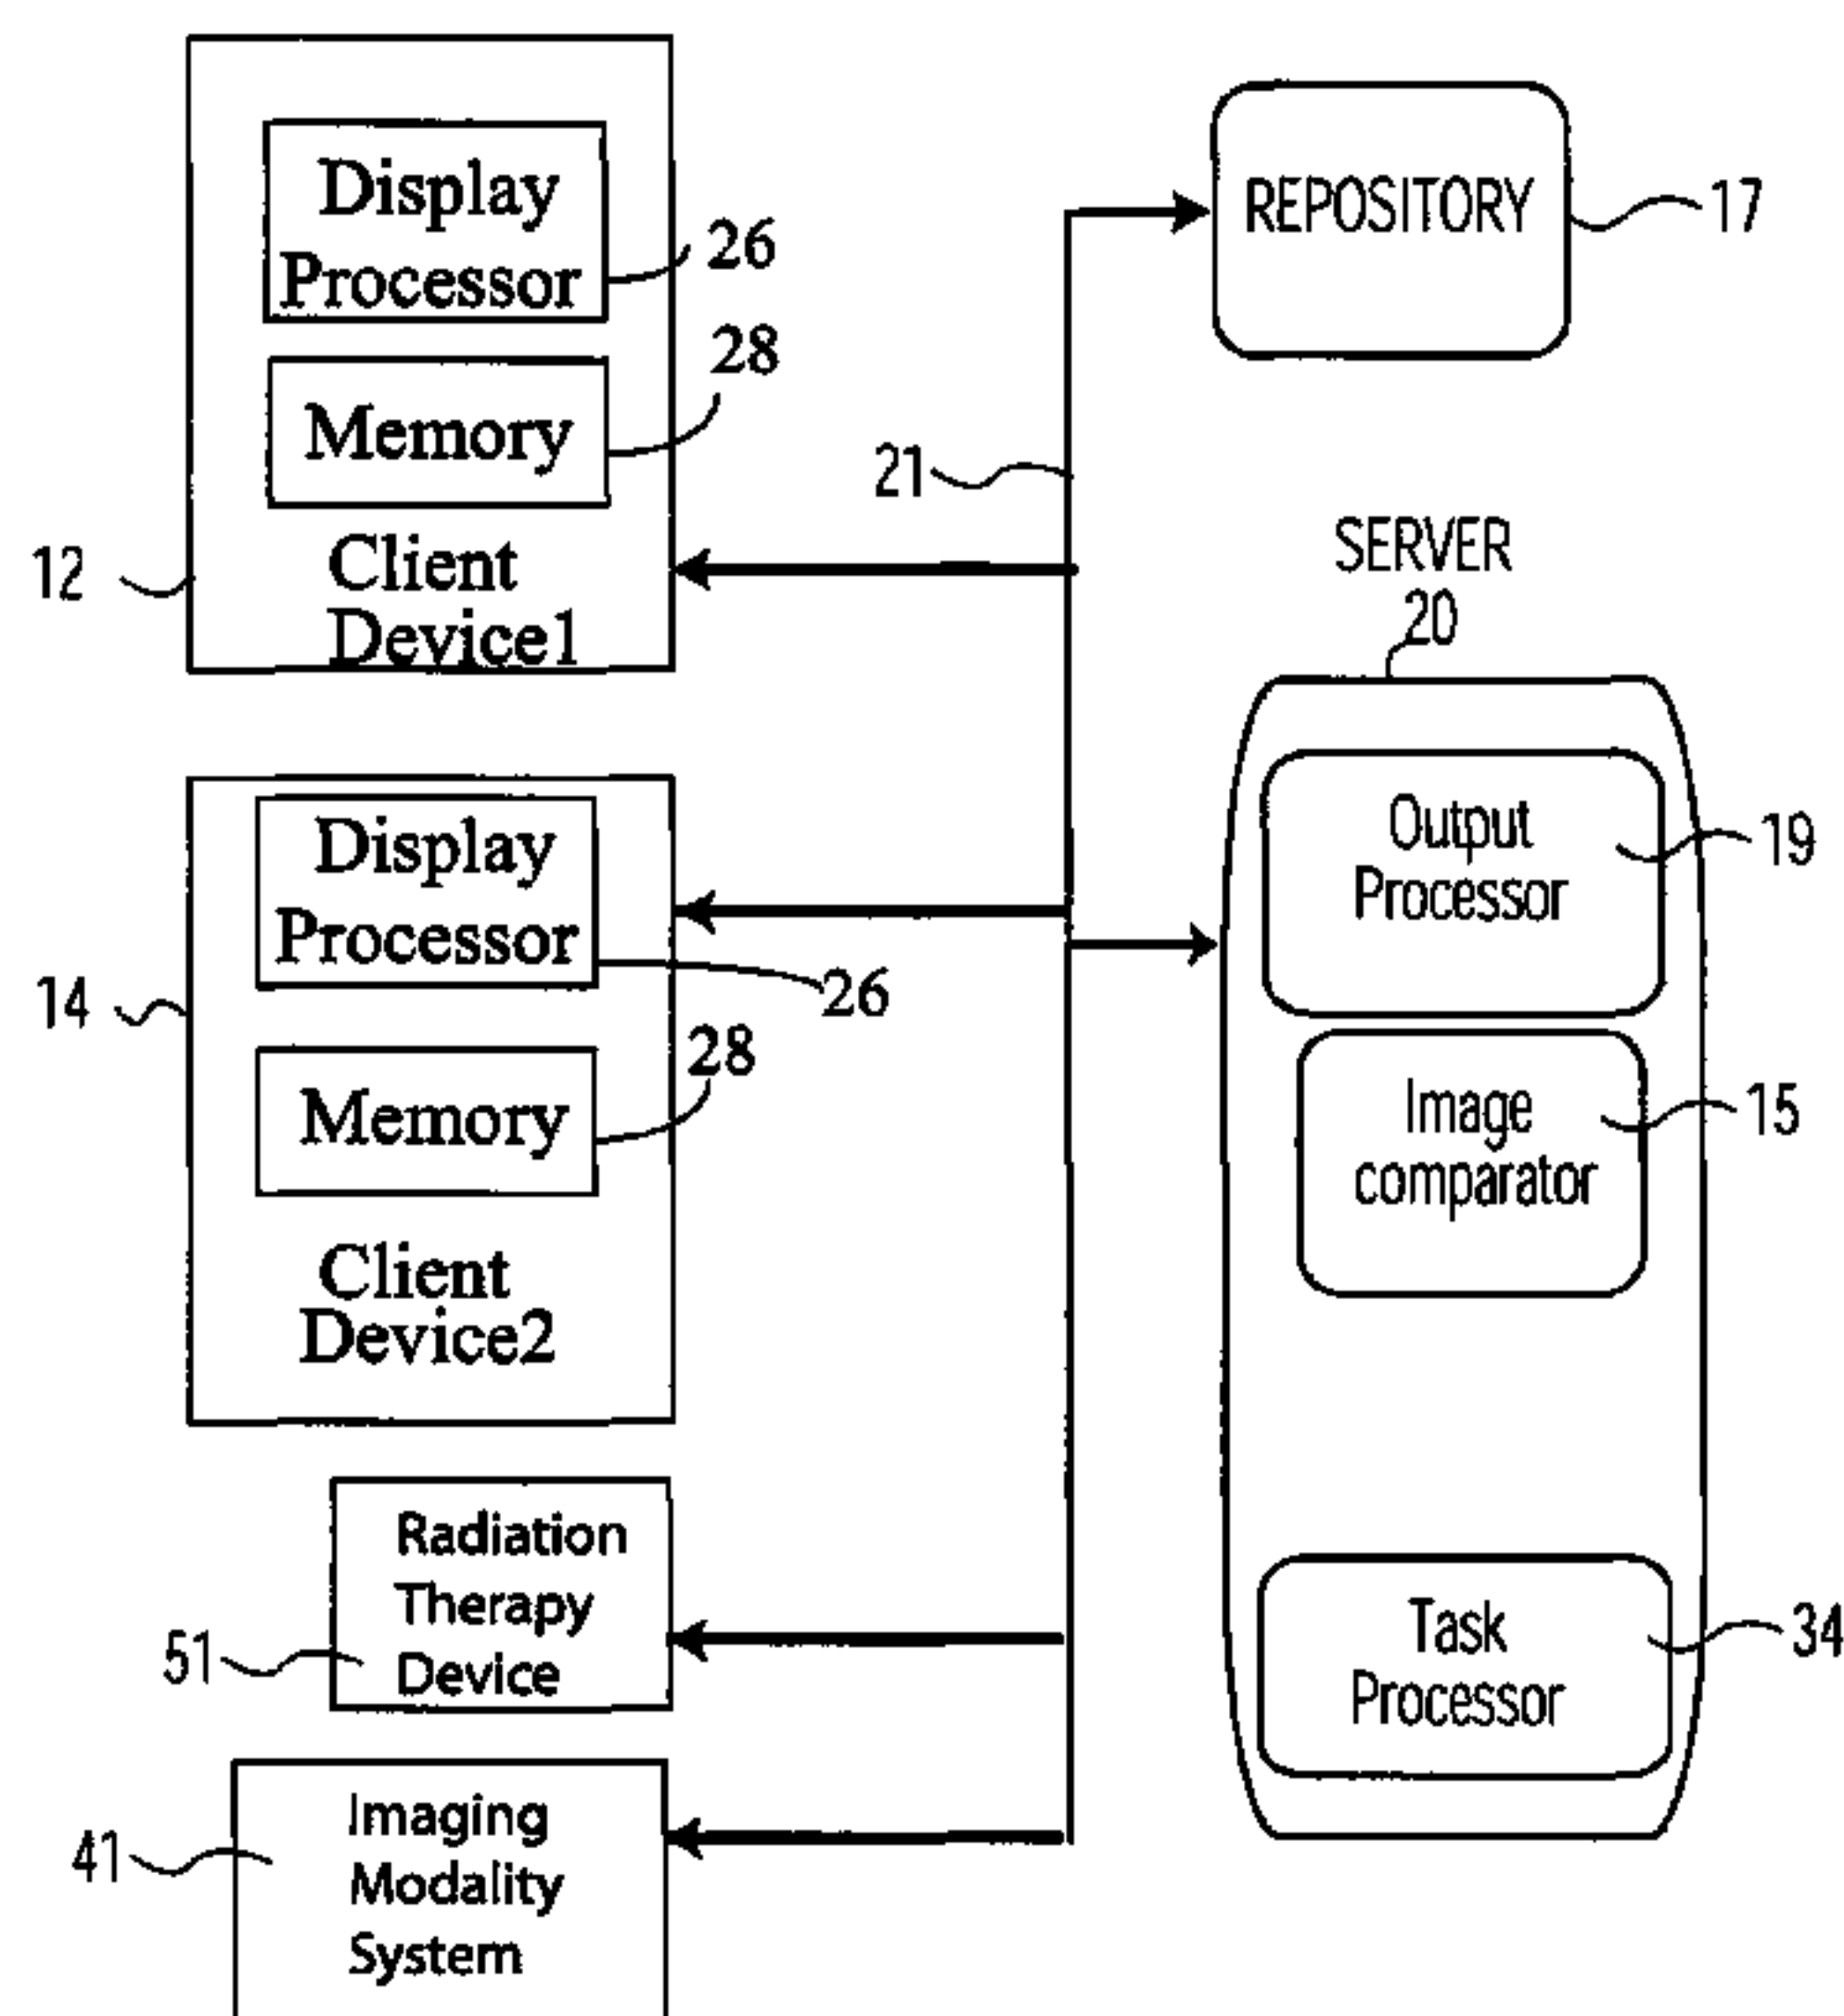 Display
Processor
26
28
Memory
12
Client
Device1
REPOSITORY
17
21
SERVER
20
Display
Processor
26
14
28
Memory
Client
Device2
Output
Processor
19
Image
comparator
15
Radiation
Therapy
Device
51
Task
Processor
34
Imaging
Modality
System
41